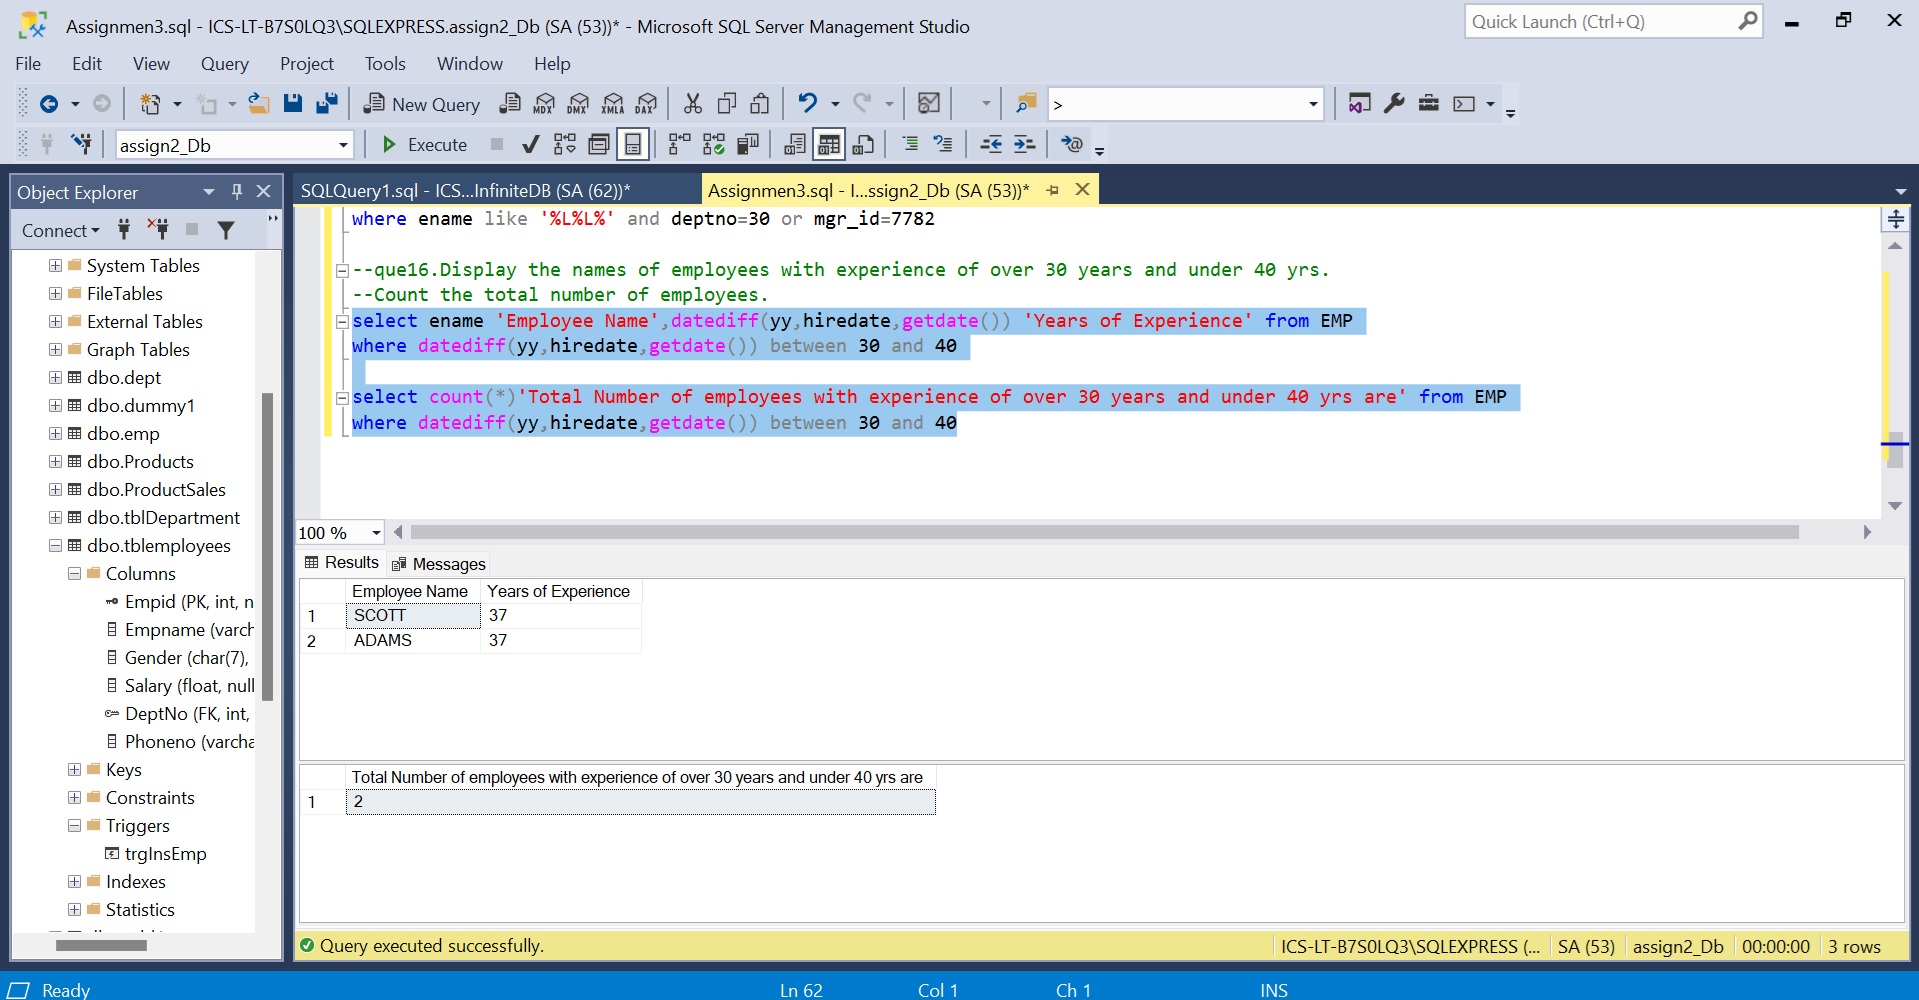 Assignmen3.sql - ICS-LT-B7S0LQ3\SQLEXPRESS.assign2_Db (SA (53))* - Microsoft SQL Server Management Studio
Quick Launch (Ctrl+Q)
File Edit View Query Project Tools Window Help
New Query MDX DMX XMLA DAX >
assign2_Db Execute
Object Explorer
SQLQuery1.sql - ICS...InfiniteDB (SA (62))* Assignmen3.sql - I...ssign2_Db (SA (53))*
Connect
System Tables
FileTables
External Tables
Graph Tables
dbo.dept
dbo.dummy1
dbo.emp
dbo.Products
dbo.ProductSales
dbo.tblDepartment
dbo.tblemployees
Columns
Empid (PK, int, n
Empname (varch
Gender (char(7),
Salary (float, null
DeptNo (FK, int,
Phoneno (varcha
Keys
Constraints
Triggers
trgInsEmp
Indexes
Statistics
where ename like '%L%L%' and deptno=30 or mgr_id=7782
--que16.Display the names of employees with experience of over 30 years and under 40 yrs.
--Count the total number of employees.
select ename 'Employee Name',datediff(yy,hiredate,getdate()) 'Years of Experience' from EMP
where datediff(yy,hiredate,getdate()) between 30 and 40
select count(*)'Total Number of employees with experience of over 30 years and under 40 yrs are' from EMP
where datediff(yy,hiredate,getdate()) between 30 and 40
100 %
Results Messages
Employee Name Years of Experience
1 SCOTT 37
2 ADAMS 37
Total Number of employees with experience of over 30 years and under 40 yrs are
1 2
Query executed successfully. ICS-LT-B7S0LQ3\SQLEXPRESS (... SA (53) assign2_Db 00:00:00 3 rows
Ready Ln 62 Col 1 Ch 1 INS